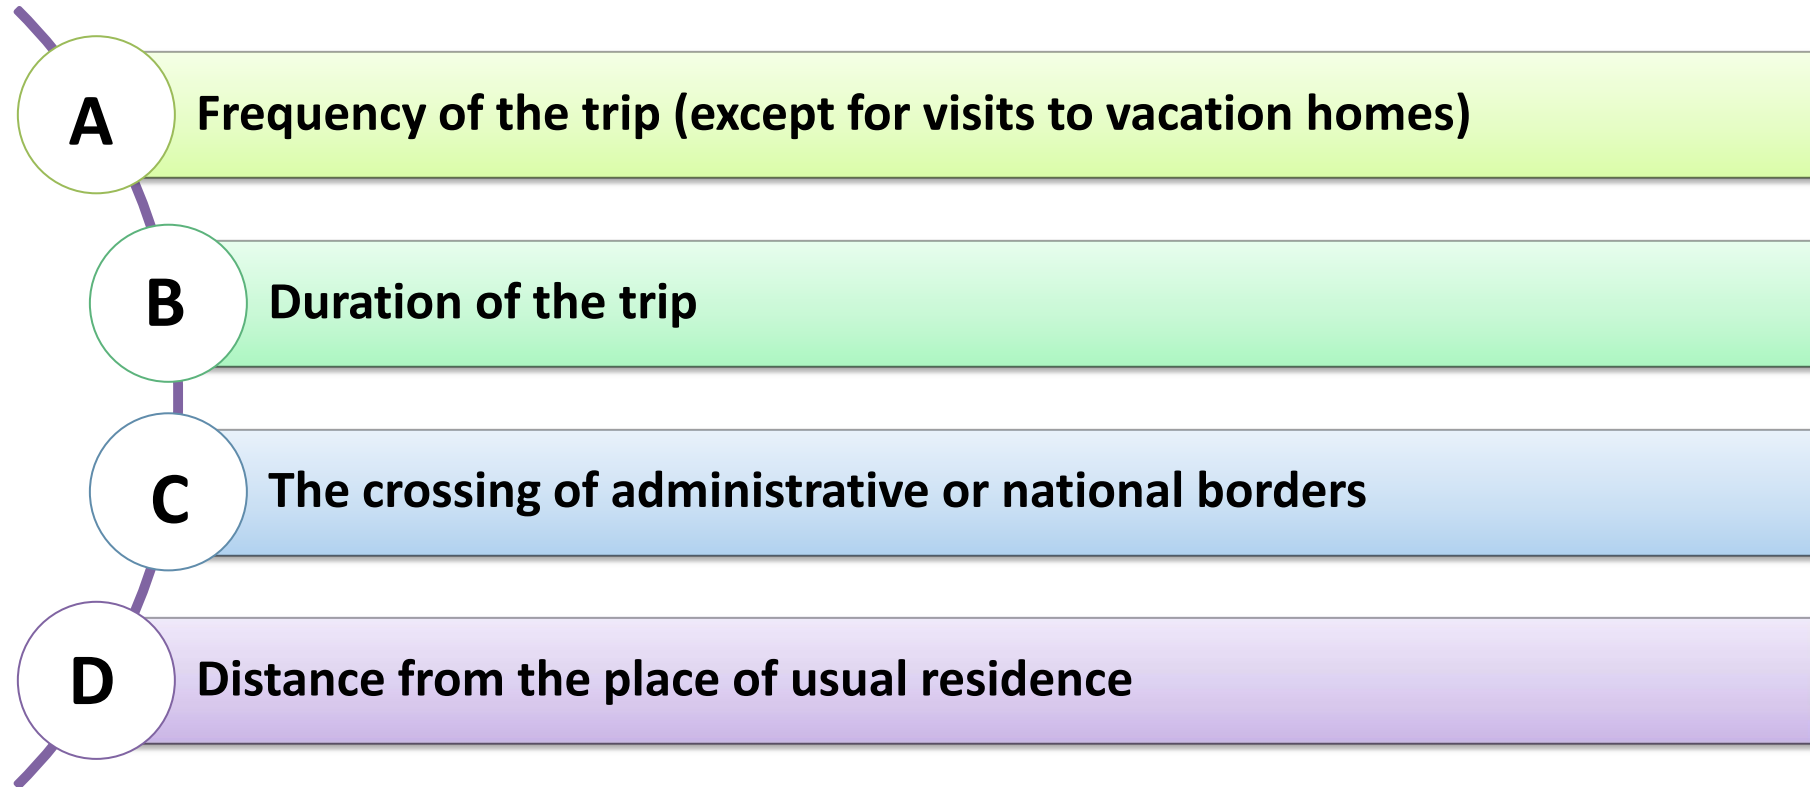 A
Frequency of the trip (except for visits to vacation homes)
B
Duration of the trip
C
The crossing of administrative or national borders
D
Distance from the place of usual residence